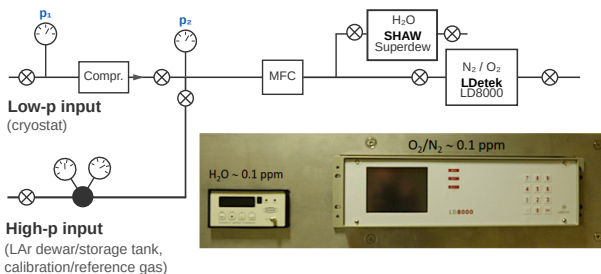 p₁
p₂
Compr.
MFC
H₂O
SHAW
Superdew
N₂ / O₂
LDetek
LD8000
Low-p input
(cryostat)
High-p input
(LAr dewar/storage tank,
calibration/reference gas)
H₂O ~ 0.1 ppm
O₂/N₂ ~ 0.1 ppm
LD8000